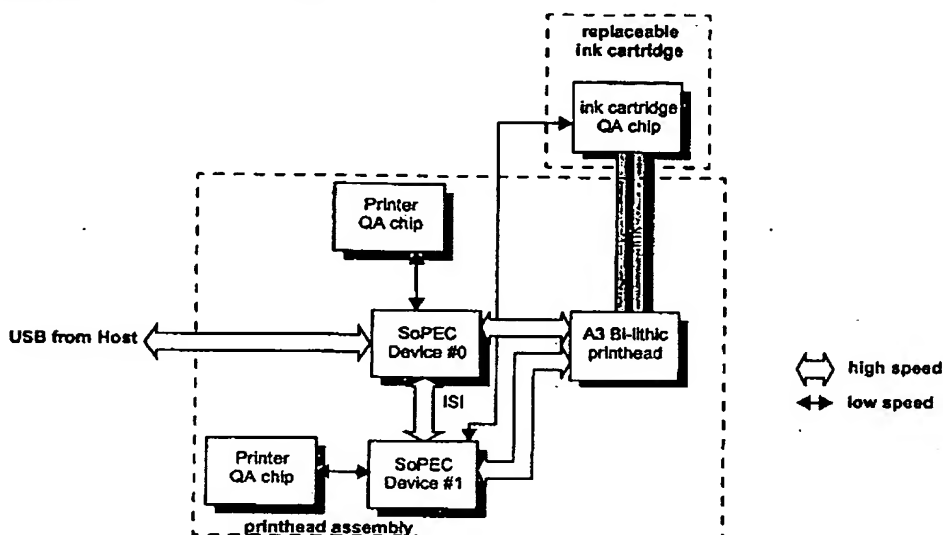 replaceable
ink cartridge
ink cartridge
QA chip
Printer
QA chip
USB from Host
SoPEC
Device #0
A3 Bi-lithic
printhead
high speed
low speed
ISI
Printer
QA chip
SoPEC
Device #1
printhead assembly